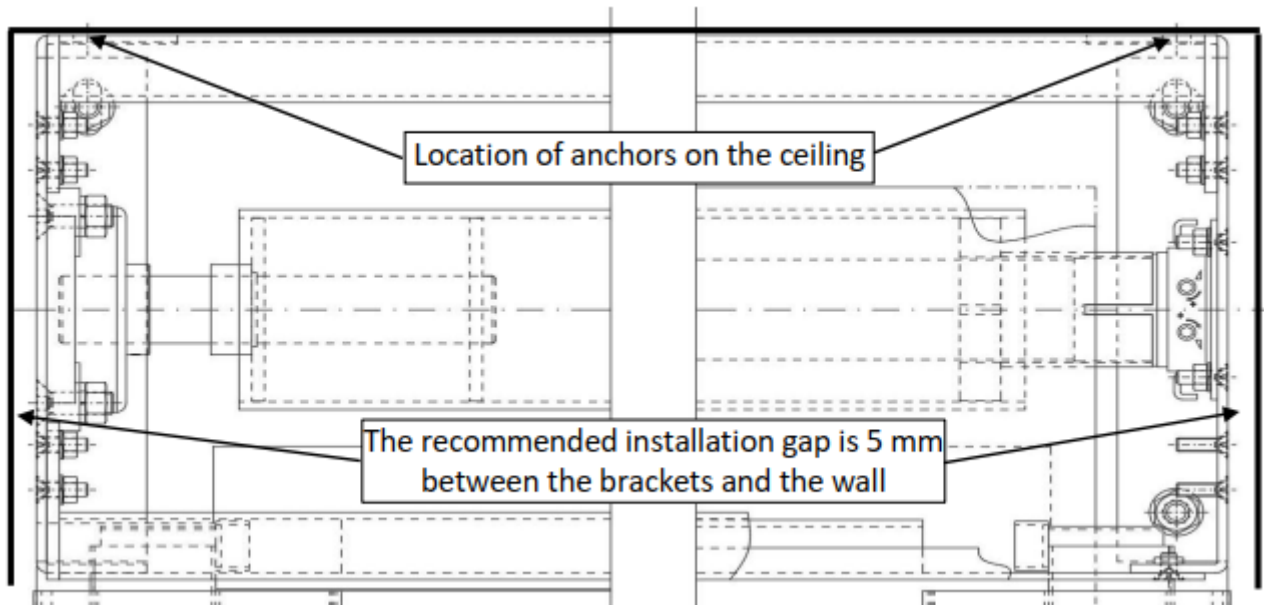 Location of anchors on the ceiling
The recommended installation gap is 5 mm
between the brackets and the wall